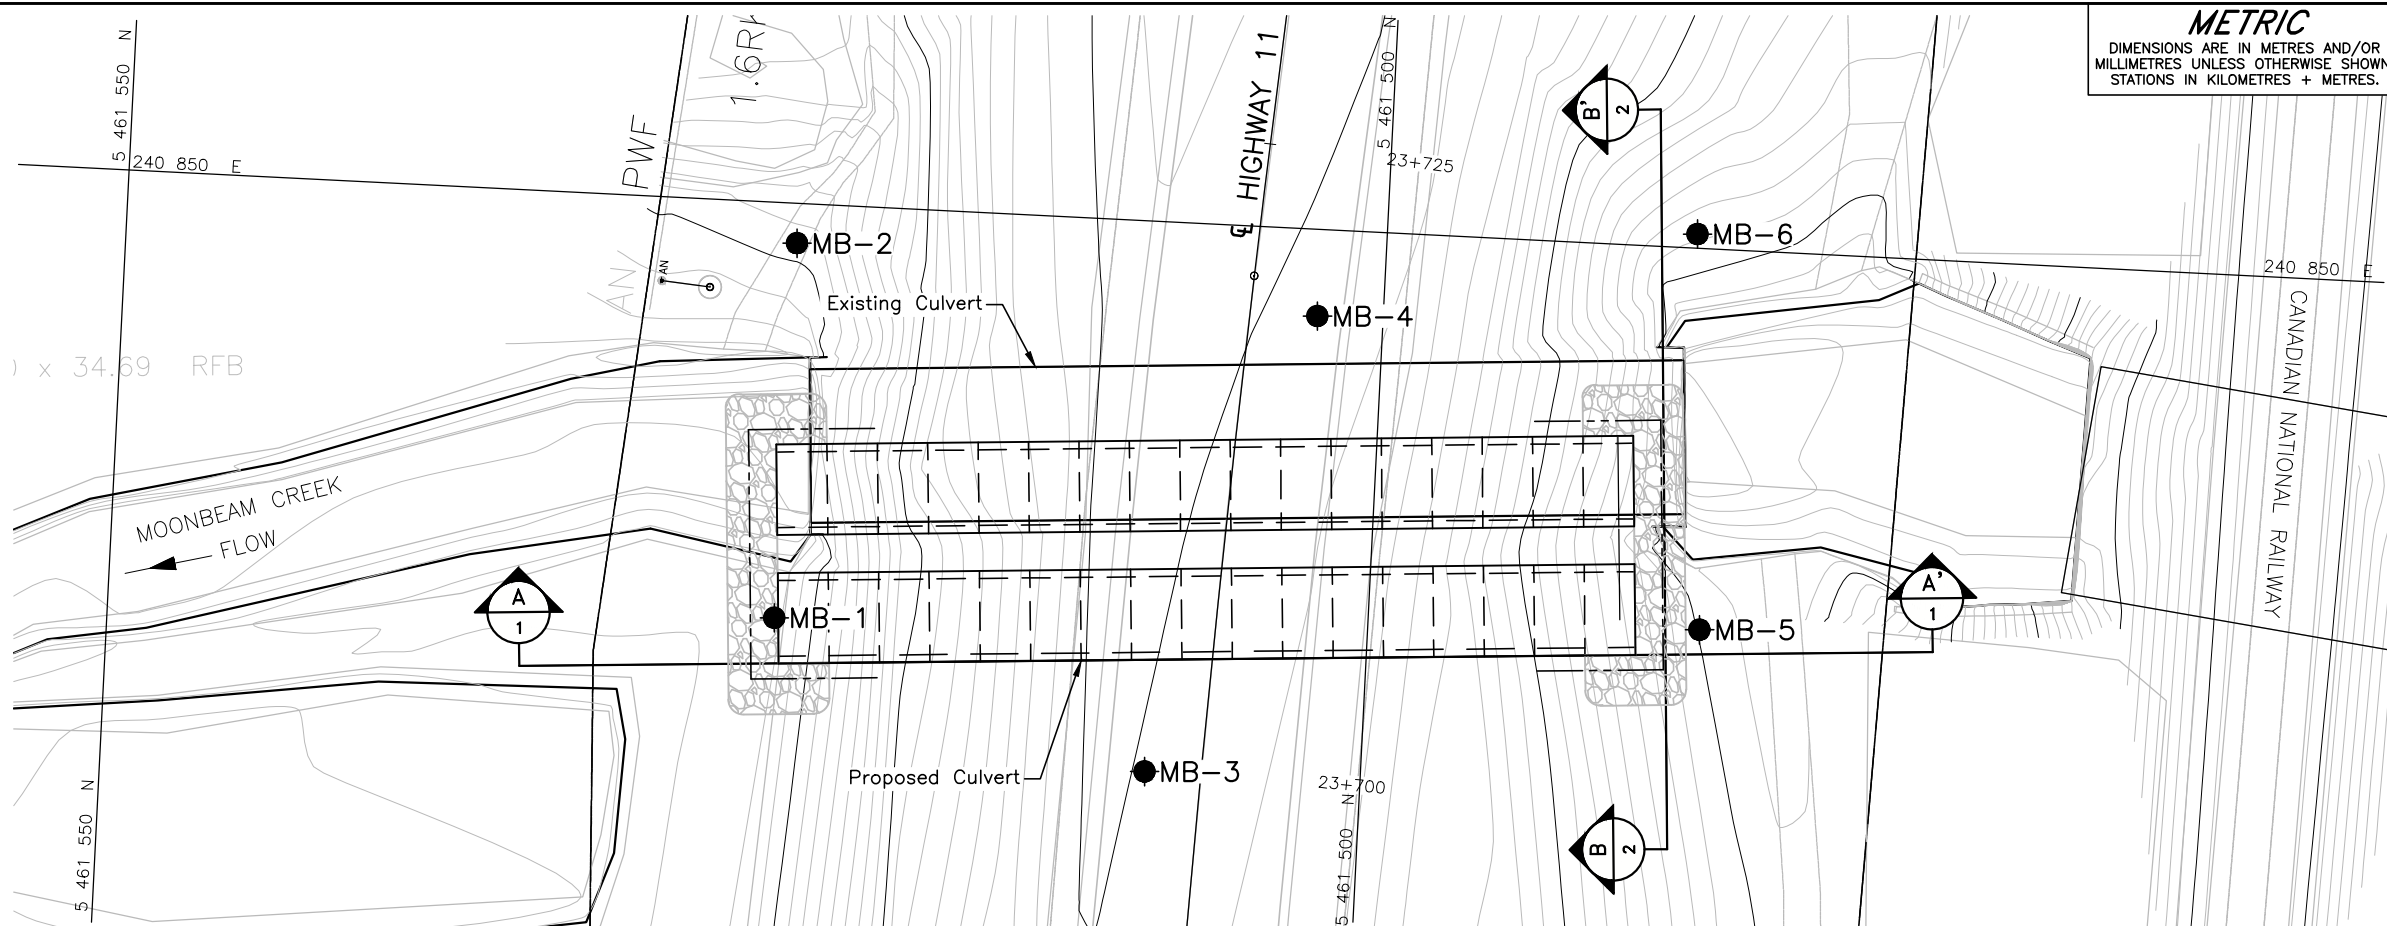 METRIC
DIMENSIONS ARE IN METRES AND/OR
MILLIMETRES UNLESS OTHERWISE SHOWN
STATIONS IN KILOMETRES + METRES.
5 461 550 N
240 850 E
PWF
HIGHWAY 11
5 461 500 N
23+725
B'
2
MB-2
MB-6
AN
AN
Existing Culvert
MB-4
240 850 E
CANADIAN NATIONAL RAILWAY
x 34.69 RFB
MOONBEAM CREEK
FLOW
A
1
MB-1
MB-5
A'
1
Proposed Culvert
MB-3
23+700
5 461 550 N
5 461 500 N
B
2